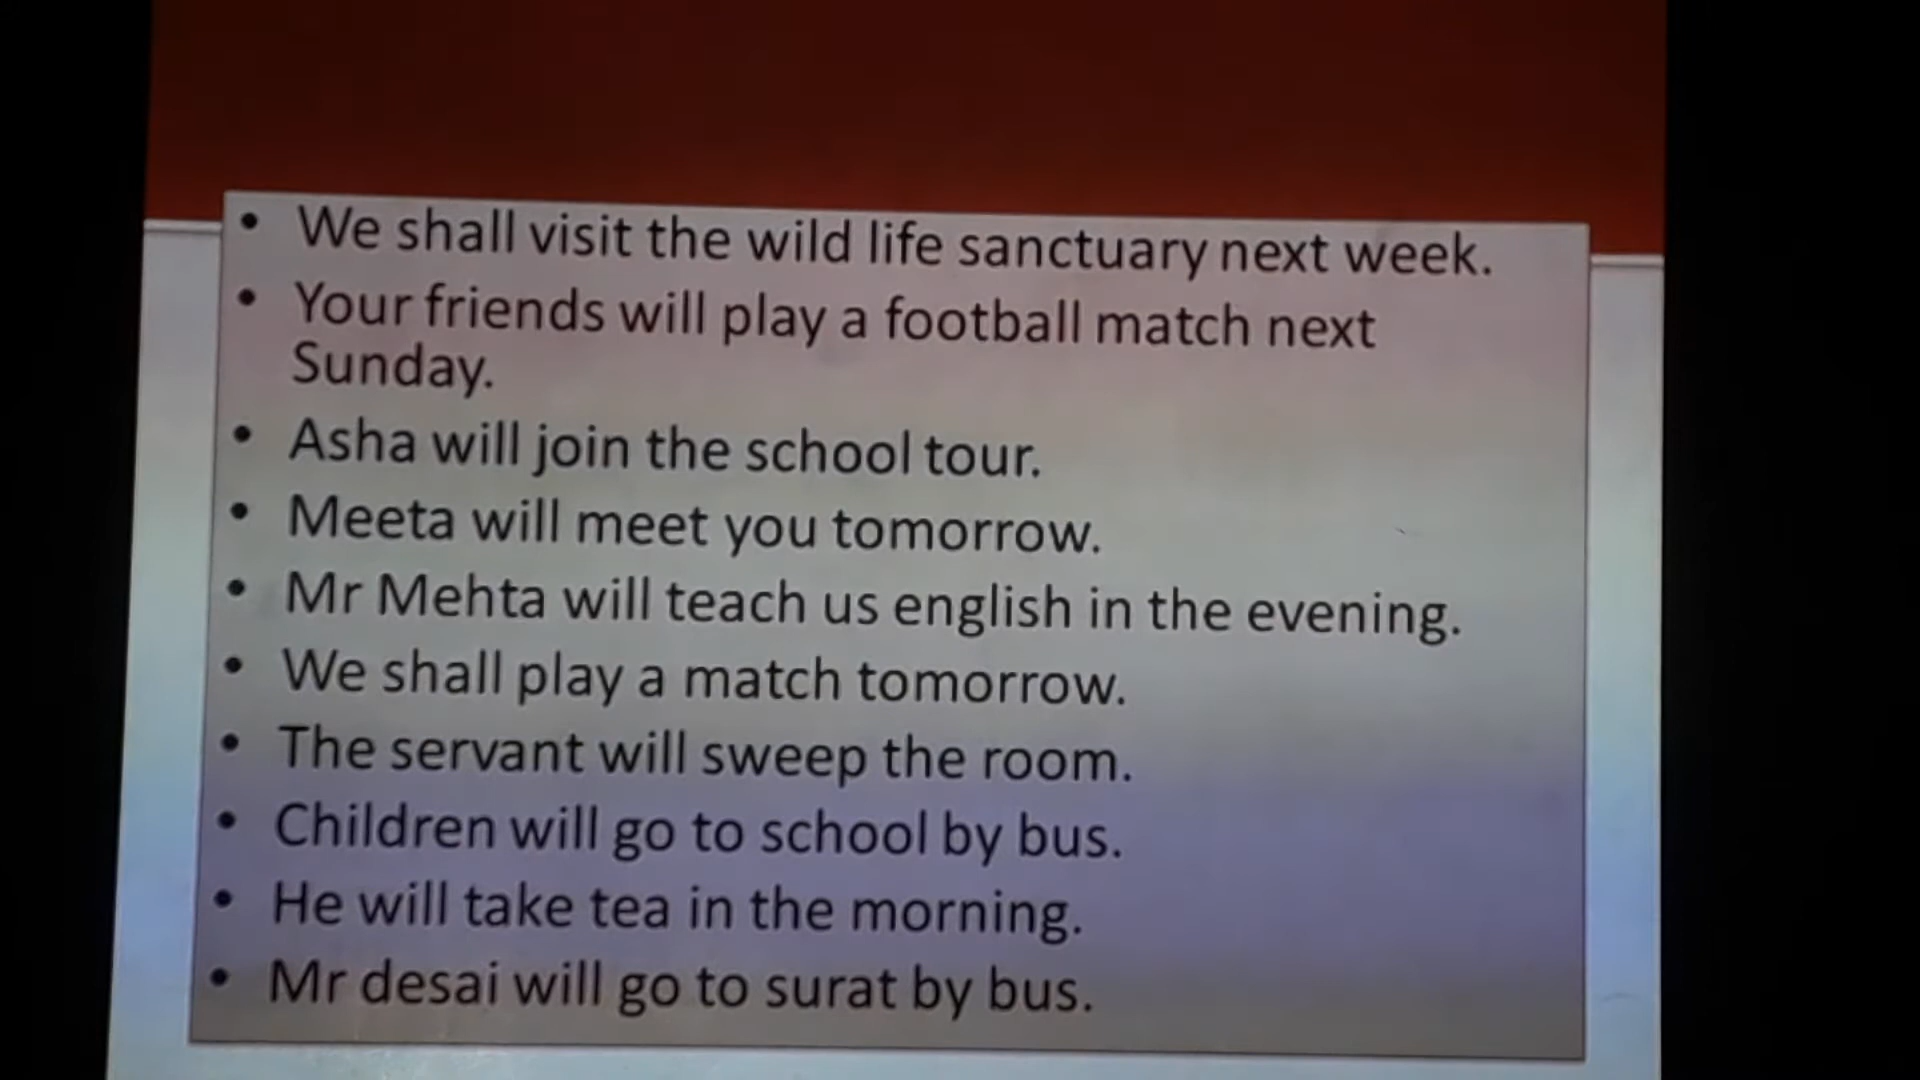 • We shall visit the wild life sanctuary next week.
• Your friends will play a football match next
Sunday.
• Asha will join the school tour.
• Meeta will meet you tomorrow.
• Mr Mehta will teach us english in the evening.
• We shall play a match tomorrow.
• The servant will sweep the room.
• Children will go to school by bus.
• He will take tea in the morning.
• Mr desai will go to surat by bus.